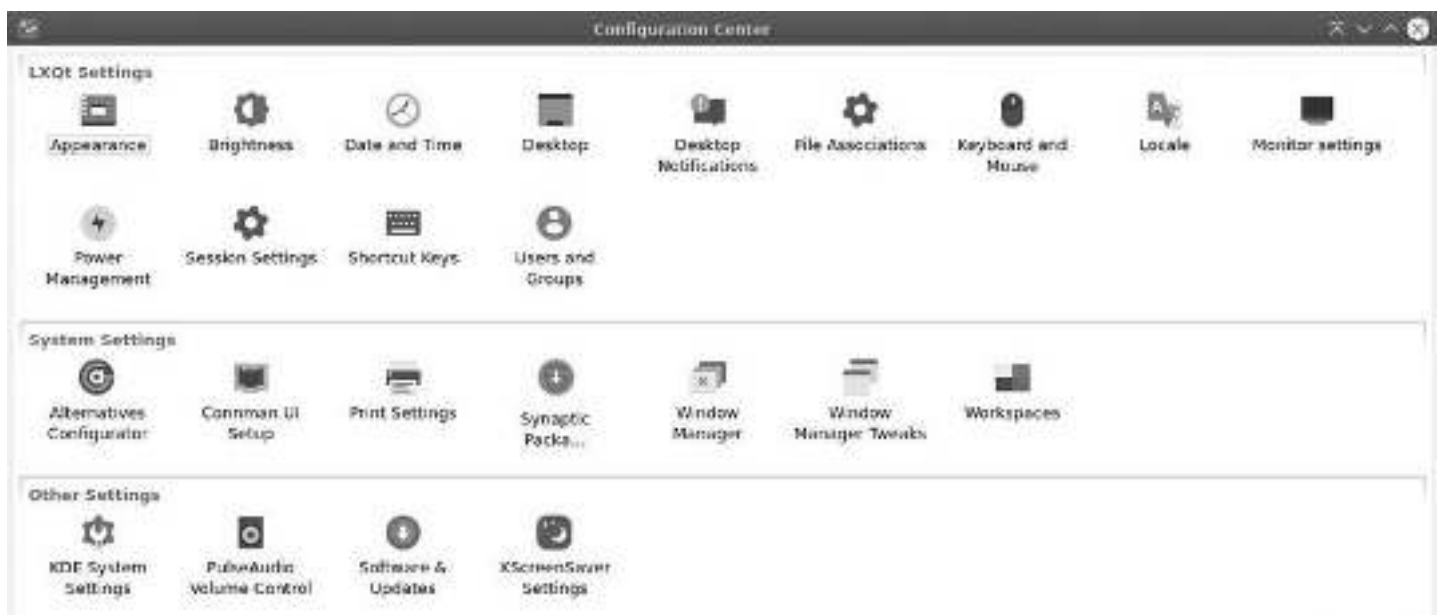 Configuration Center
LXQt Settings
Appearance Brightness Date and Time Desktop Desktop Notifications File Associations Keyboard and Mouse Locale Monitor settings
Power Management Session Settings Shortcut Keys Users and Groups
System Settings
Alternatives Configurator Connman UI Setup Print Settings Synaptic Packa... Window Manager Window Manager Tweaks Workspaces
Other Settings
KDE System Settings PulseAudio Volume Control Software & Updates XScreenSaver Settings